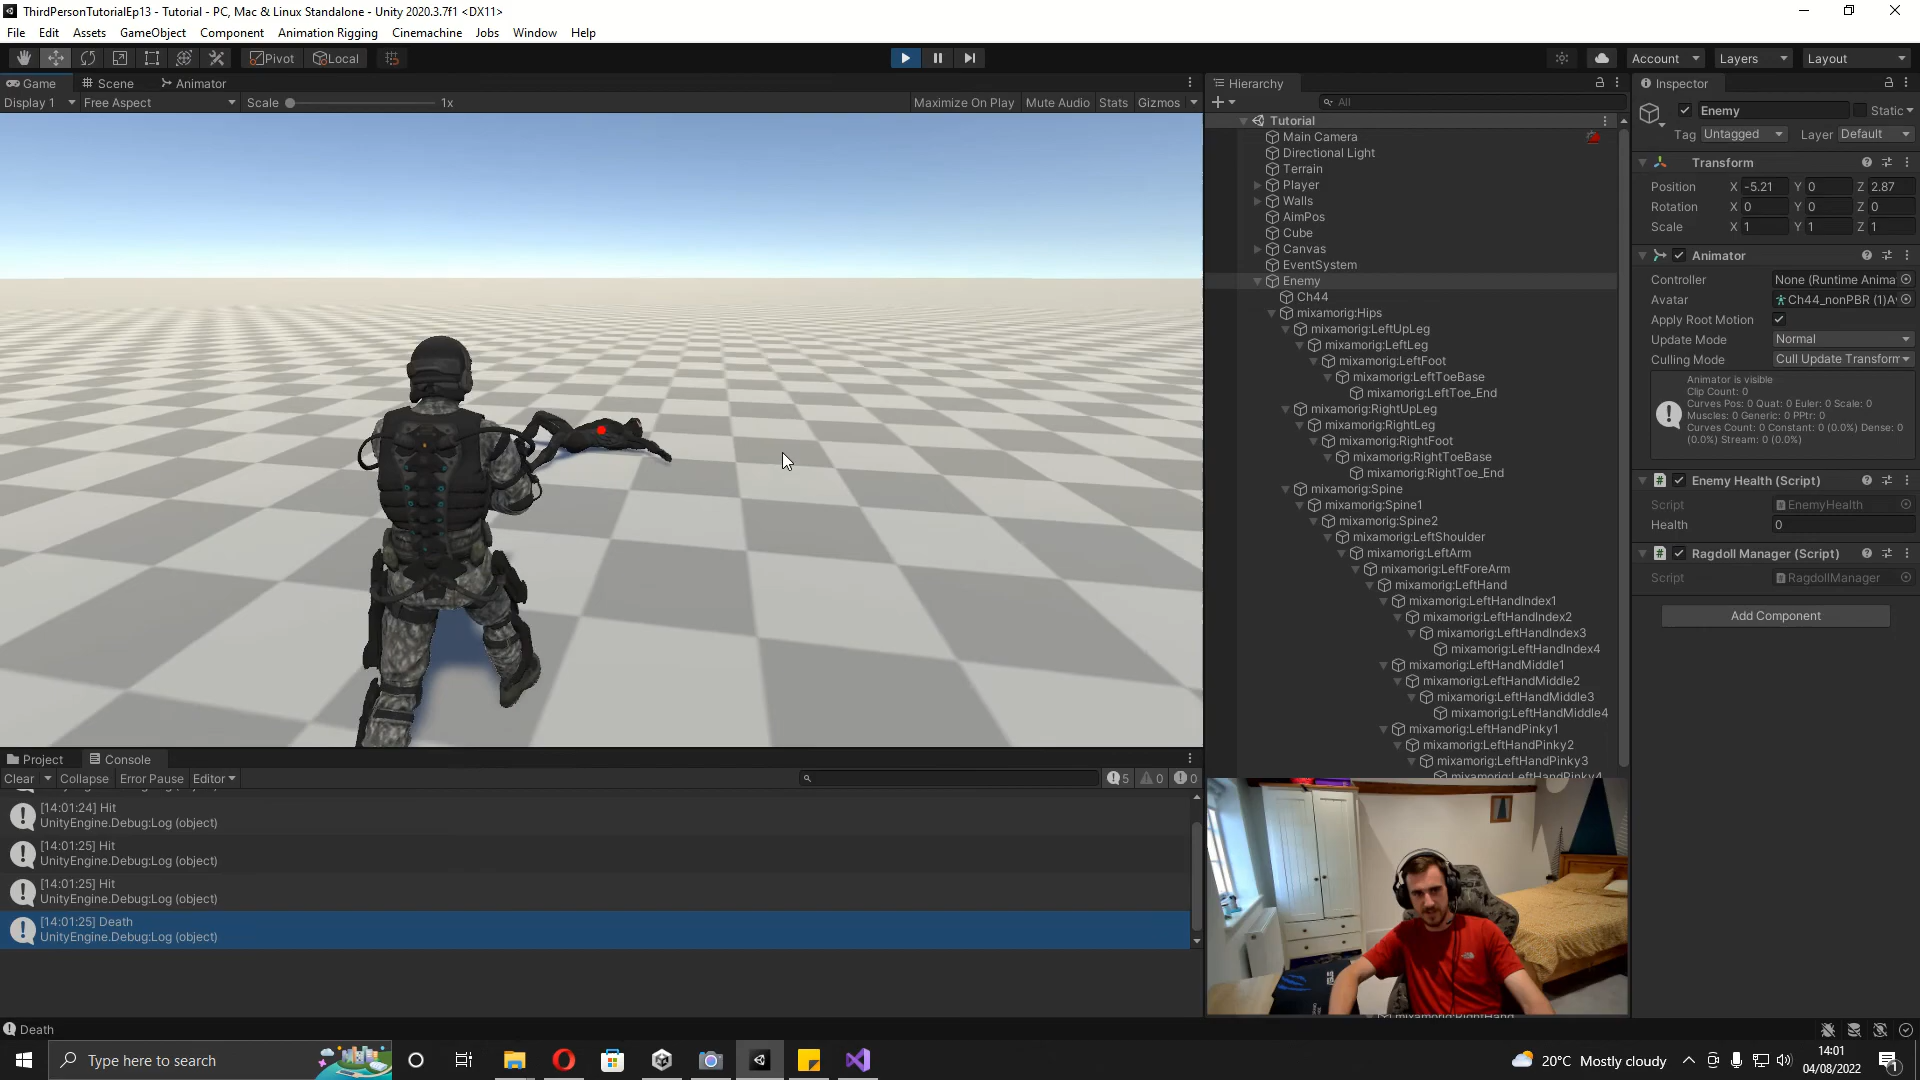 ThirdPersonTutorialEp13 - Tutorial - PC, Mac & Linux Standalone - Unity 2020.3.7f1 <DX11>
File Edit Assets GameObject Component Animation Rigging Cinemachine Jobs Window Help
Pivot Local Account Layers Layout
Game Scene Animator
Display 1 Free Aspect Scale 1x Maximize On Play Mute Audio Stats Gizmos
Hierarchy
All
Tutorial
Main Camera
Directional Light
Terrain
Player
Walls
AimPos
Cube
Canvas
EventSystem
Enemy
Ch44
mixamorig:Hips
mixamorig:LeftUpLeg
mixamorig:LeftLeg
mixamorig:LeftFoot
mixamorig:LeftToeBase
mixamorig:LeftToe_End
mixamorig:RightUpLeg
mixamorig:RightLeg
mixamorig:RightFoot
mixamorig:RightToeBase
mixamorig:RightToe_End
mixamorig:Spine
mixamorig:Spine1
mixamorig:Spine2
mixamorig:LeftShoulder
mixamorig:LeftArm
mixamorig:LeftForeArm
mixamorig:LeftHand
mixamorig:LeftHandIndex1
mixamorig:LeftHandIndex2
mixamorig:LeftHandIndex3
mixamorig:LeftHandIndex4
mixamorig:LeftHandMiddle1
mixamorig:LeftHandMiddle2
mixamorig:LeftHandMiddle3
mixamorig:LeftHandMiddle4
mixamorig:LeftHandPinky1
mixamorig:LeftHandPinky2
mixamorig:LeftHandPinky3
mixamorig:LeftHandPinky4
Inspector
Enemy Static
Tag Untagged Layer Default
Transform
Position X -5.21 Y 0 Z 2.87
Rotation X 0 Y 0 Z 0
Scale X 1 Y 1 Z 1
Animator
Controller None (Runtime Anima
Avatar Ch44_nonPBR (1)A
Apply Root Motion
Update Mode Normal
Culling Mode Cull Update Transform
Animator is visible
Clip Count: 0
Curves Pos: 0 Quat: 0 Euler: 0 Scale: 0
Muscles: 0 Generic: 0 PPtr: 0
Curves Count: 0 Constant: 0 (0.0%) Dense: 0
(0.0%) Stream: 0 (0.0%)
Enemy Health (Script)
Script EnemyHealth
Health 0
Ragdoll Manager (Script)
Script RagdollManager
Add Component
Project Console
Clear Collapse Error Pause Editor 5 0 0
[14:01:24] Hit
UnityEngine.Debug:Log (object)
[14:01:25] Hit
UnityEngine.Debug:Log (object)
[14:01:25] Hit
UnityEngine.Debug:Log (object)
[14:01:25] Death
UnityEngine.Debug:Log (object)
Death
Type here to search
20°C Mostly cloudy
14:01
04/08/2022
1